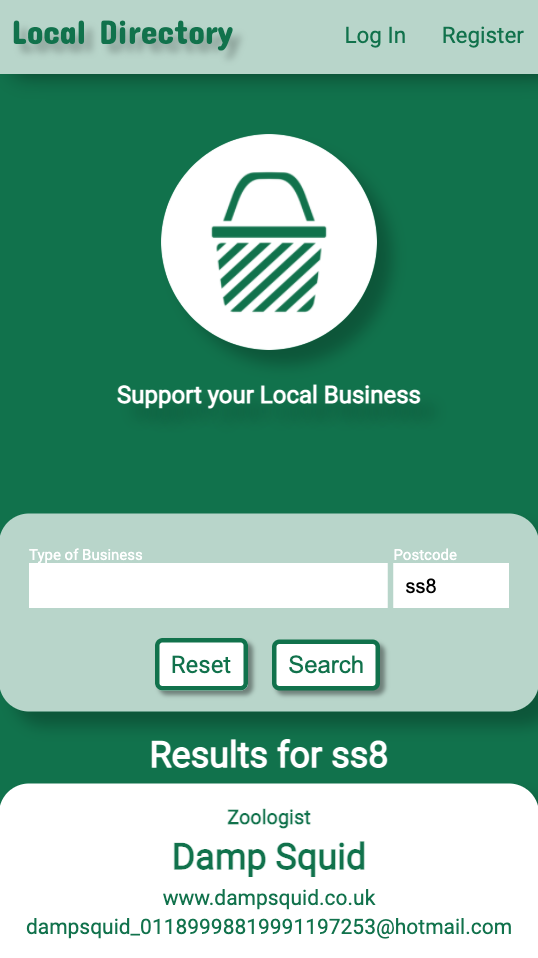 Local Directory Log In Register
Support your Local Business
Type of Business Postcode
ss8
Reset Search
Results for ss8
Zoologist
Damp Squid
www.dampsquid.co.uk
dampsquid_01189998819991197253@hotmail.com